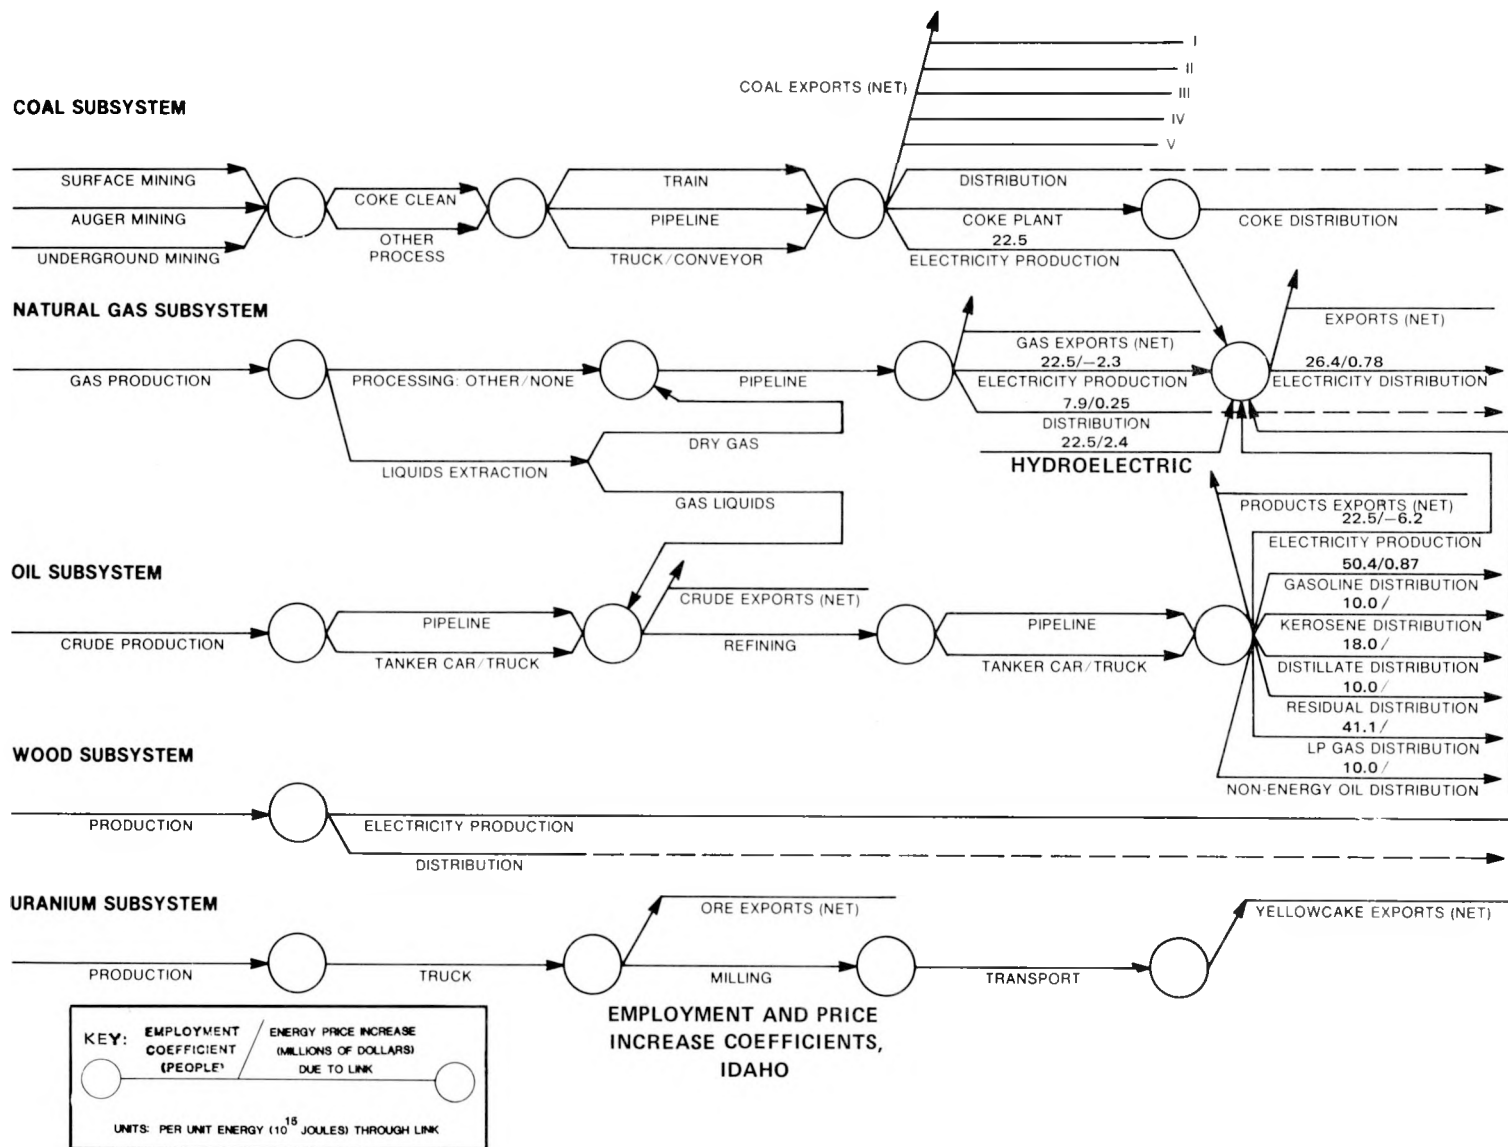 COAL SUBSYSTEM
SURFACE MINING
AUGER MINING
UNDERGROUND MINING
COKE CLEAN
OTHER
PROCESS
TRAIN
PIPELINE
TRUCK/CONVEYOR
COAL EXPORTS (NET)
I
II
III
IV
V
DISTRIBUTION
COKE PLANT
22.5
ELECTRICITY PRODUCTION
COKE DISTRIBUTION
NATURAL GAS SUBSYSTEM
GAS PRODUCTION
PROCESSING: OTHER/NONE
LIQUIDS EXTRACTION
PIPELINE
DRY GAS
GAS LIQUIDS
GAS EXPORTS (NET)
22.5/−2.3
ELECTRICITY PRODUCTION
7.9/0.25
DISTRIBUTION
22.5/2.4
HYDROELECTRIC
EXPORTS (NET)
26.4/0.78
ELECTRICITY DISTRIBUTION
OIL SUBSYSTEM
CRUDE PRODUCTION
PIPELINE
TANKER CAR/TRUCK
CRUDE EXPORTS (NET)
REFINING
PIPELINE
TANKER CAR/TRUCK
PRODUCTS EXPORTS (NET)
22.5/−6.2
ELECTRICITY PRODUCTION
50.4/0.87
GASOLINE DISTRIBUTION
10.0/
KEROSENE DISTRIBUTION
18.0/
DISTILLATE DISTRIBUTION
10.0/
RESIDUAL DISTRIBUTION
41.1/
LP GAS DISTRIBUTION
10.0/
NON-ENERGY OIL DISTRIBUTION
WOOD SUBSYSTEM
PRODUCTION
ELECTRICITY PRODUCTION
DISTRIBUTION
URANIUM SUBSYSTEM
PRODUCTION
TRUCK
ORE EXPORTS (NET)
MILLING
TRANSPORT
YELLOWCAKE EXPORTS (NET)
EMPLOYMENT AND PRICE
INCREASE COEFFICIENTS,
IDAHO
KEY: EMPLOYMENT COEFFICIENT (PEOPLE) / ENERGY PRICE INCREASE (MILLIONS OF DOLLARS) DUE TO LINK
UNITS: PER UNIT ENERGY (10^15 JOULES) THROUGH LINK